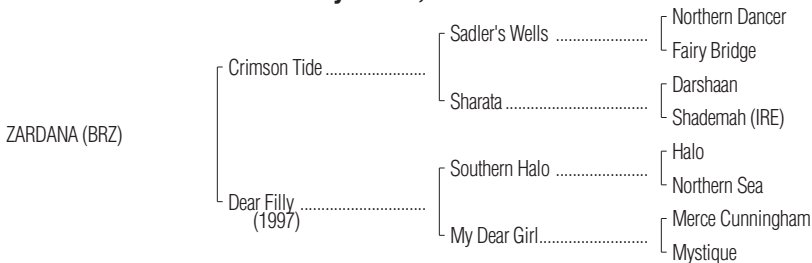 Northern Dancer
Sadler's Wells ........................
Fairy Bridge
Crimson Tide ..........................
Darshaan
Sharata .....................................
Shademah (IRE)
ZARDANA (BRZ)
Halo
Southern Halo ........................
Northern Sea
Dear Filly .................................
(1997)
Merce Cunningham
My Dear Girl............................
Mystique